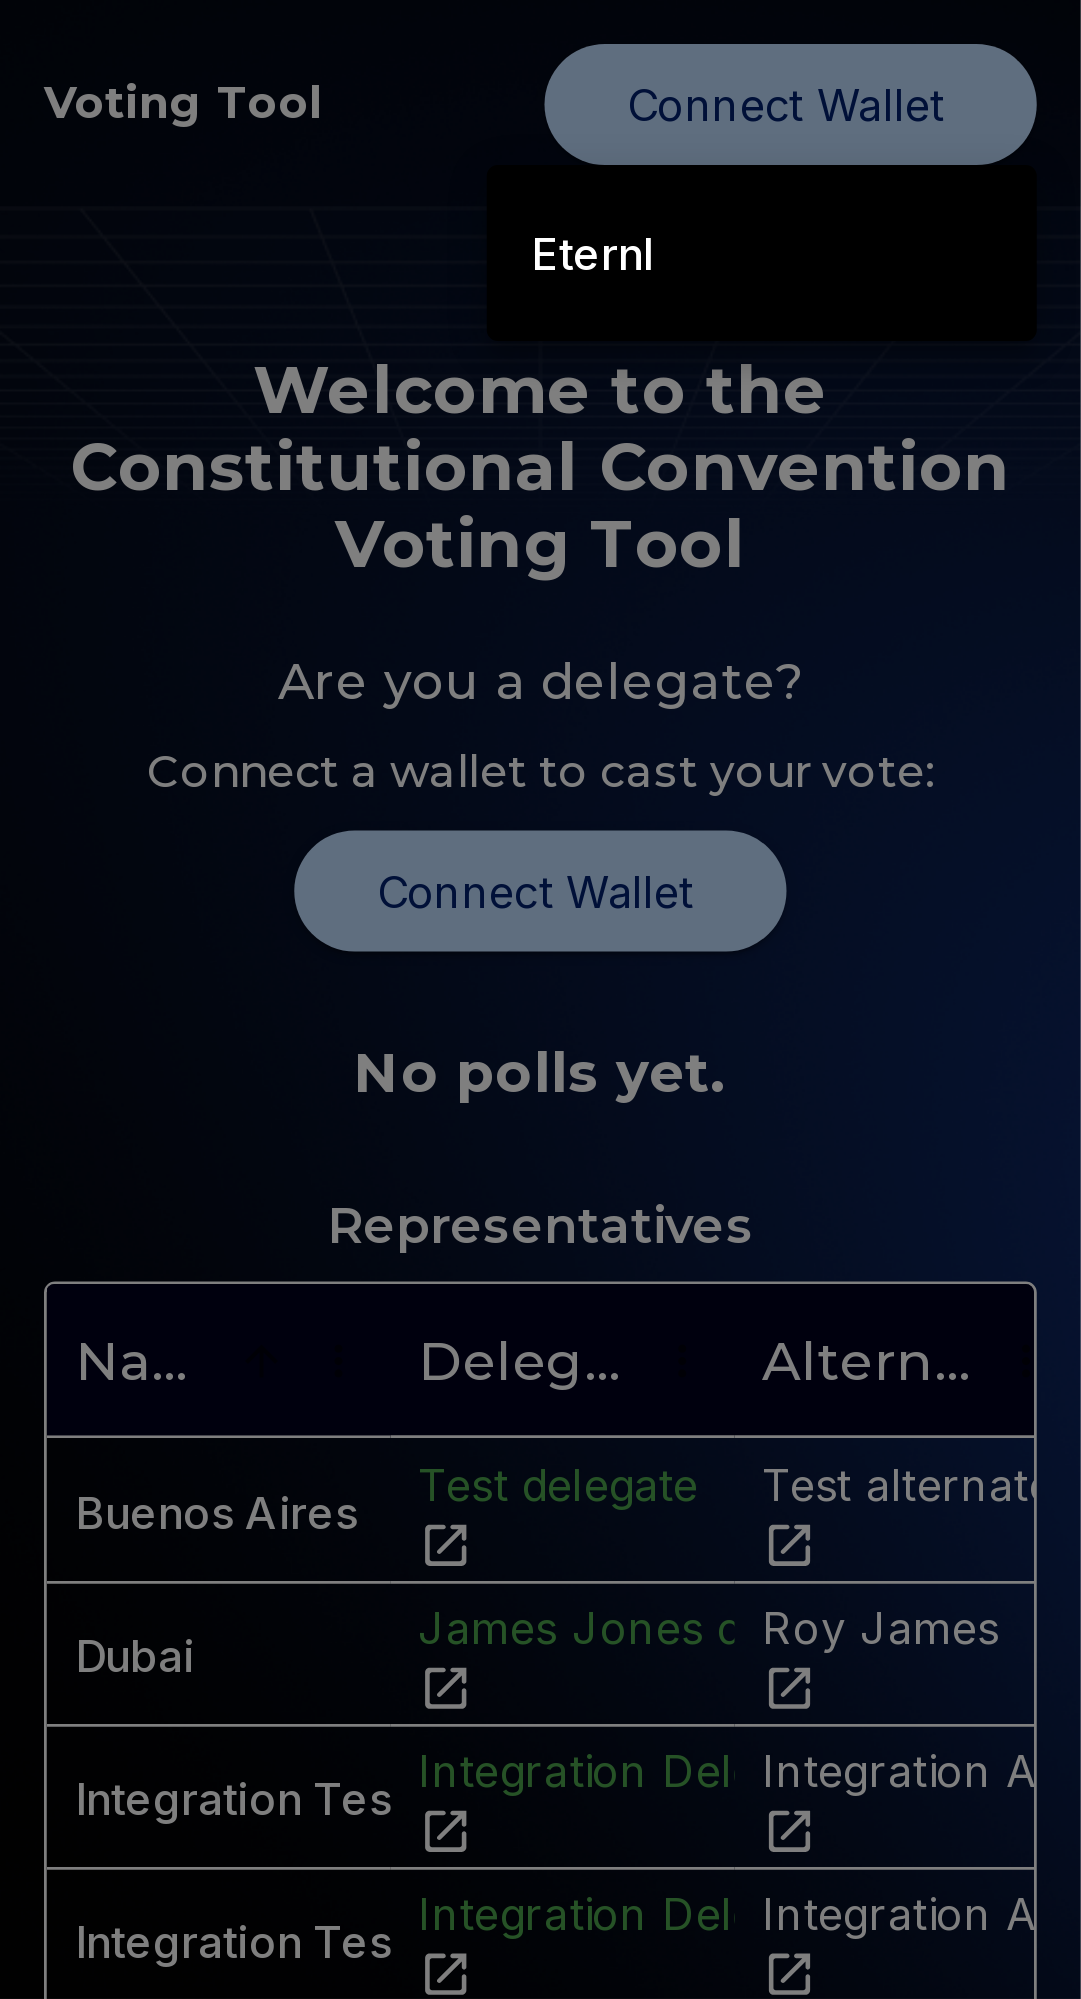 Voting Tool
Connect Wallet
Eternl
Welcome to the
Constitutional Convention
Voting Tool
Are you a delegate?
Connect a wallet to cast your vote:
Connect Wallet
No polls yet.
Representatives
Na... Deleg... Altern...
Buenos Aires Test delegate Test alternate
Dubai James Jones Roy James
Integration Tes Integration Del Integration A
Integration Tes Integration Del Integration A